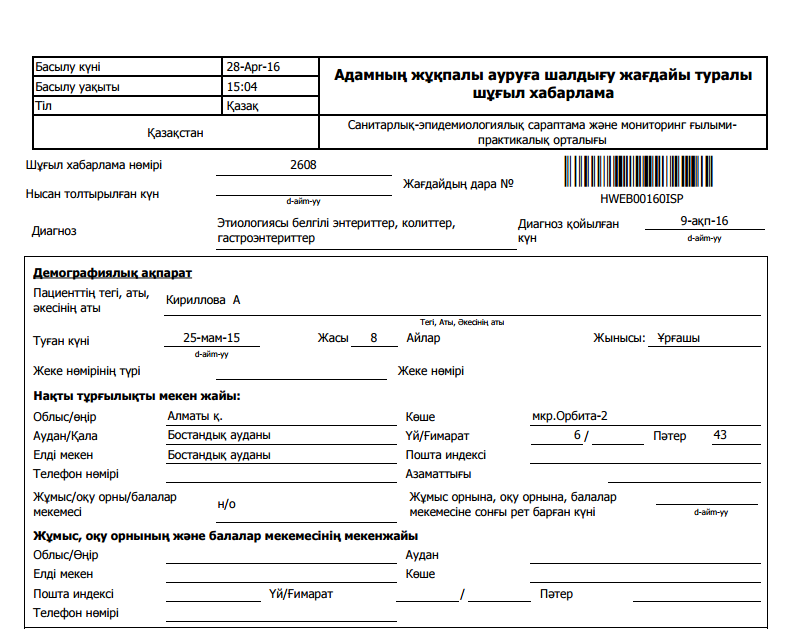 Басылу күні 28-Apr-16
Басылу уақыты 15:04
Тіл Қазақ
Адамның жұқпалы ауруға шалдығу жағдайы туралы
шұғыл хабарлама
Қазақстан
Санитарлық-эпидемиологиялық сараптама және мониторинг ғылыми-
практикалық орталығы
Шұғыл хабарлама нөмірі 2608
Нысан толтырылған күн
d-айт-уу
Жағдайдың дара №
HWEB00160ISP
Диагноз
Этиологиясы белгілі энтериттер, колиттер,
гастроэнтериттер
Диагноз қойылған
күн
9-ақп-16
d-айт-уу
Демографиялық ақпарат
Пациенттің тегі, аты,
әкесінің аты
Кириллова А
Тегі, Аты, Әкесінің аты
Туған күні 25-мам-15 Жасы 8 Айлар Жынысы: Ұрғашы
d-айт-уу
Жеке нөмірінің түрі Жеке нөмірі
Нақты тұрғылықты мекен жайы:
Облыс/өңір Алматы қ. Көше мкр.Орбита-2
Аудан/Қала Бостандық ауданы Үй/Ғимарат 6 / Пәтер 43
Елді мекен Бостандық ауданы Пошта индексі
Телефон нөмірі Азаматтығы
Жұмыс/оқу орны/балалар
мекемесі
н/о
Жұмыс орнына, оқу орнына, балалар
мекемесіне соңғы рет барған күні
d-айт-уу
Жұмыс, оқу орнының және балалар мекемесінің мекенжайы
Облыс/Өңір Аудан
Елді мекен Көше
Пошта индексі Үй/Ғимарат / Пәтер
Телефон нөмірі